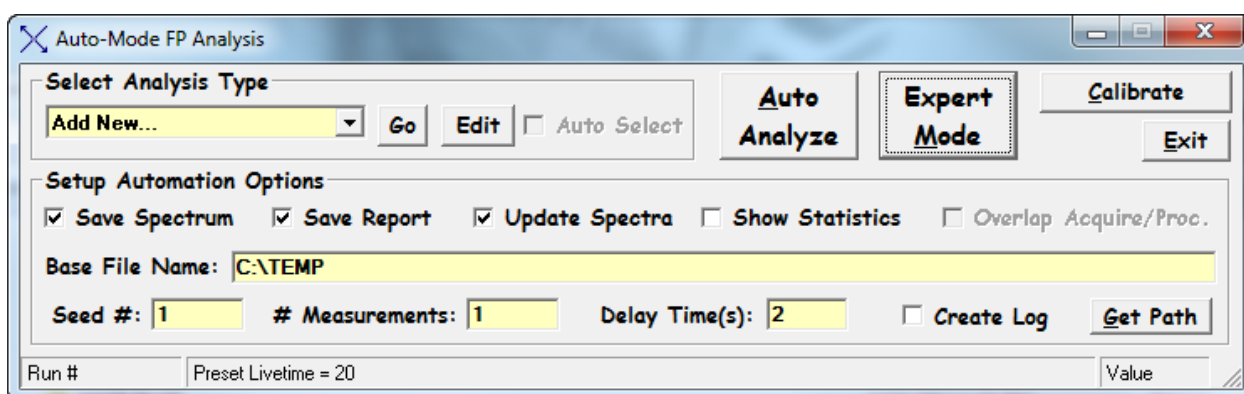 Auto-Mode FP Analysis
Select Analysis Type
Add New... Go Edit Auto Select
Auto Analyze
Expert Mode
Calibrate
Exit
Setup Automation Options
Save Spectrum Save Report Update Spectra Show Statistics Overlap Acquire/Proc.
Base File Name: C:\TEMP
Seed #: 1 # Measurements: 1 Delay Time(s): 2 Create Log Get Path
Run # Preset Livetime = 20 Value